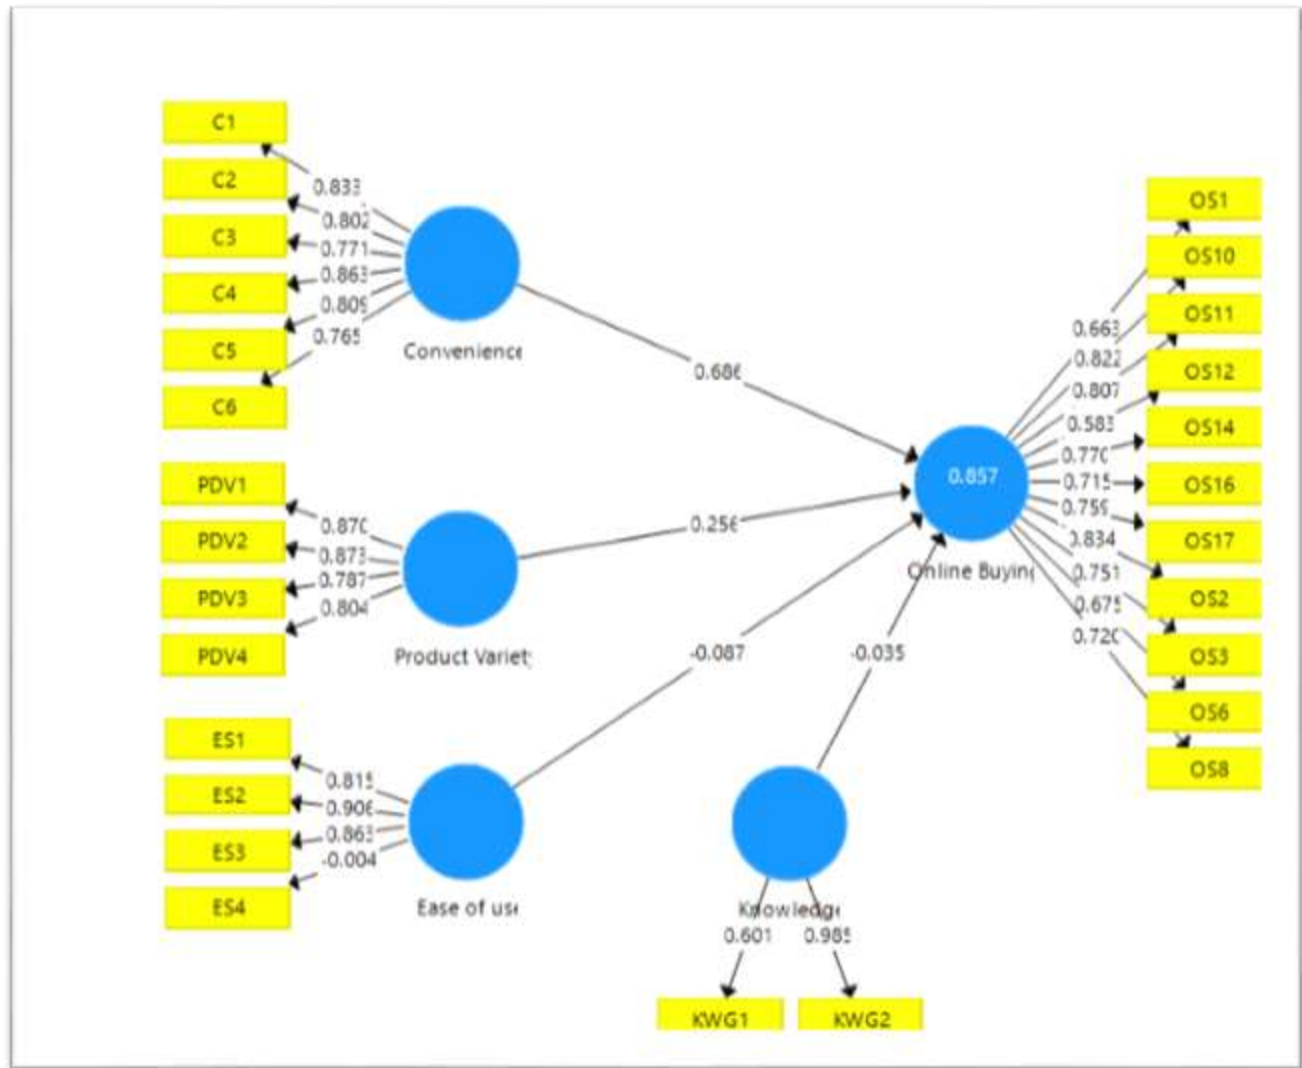 C1
C2
C3
C4
C5
C6
0.833
0.802
0.771
0.863
0.809
0.765
Convenience
0.686
PDV1
PDV2
PDV3
PDV4
0.870
0.873
0.787
0.804
Product Variet
0.256
ES1
ES2
ES3
ES4
0.815
0.906
0.863
-0.004
Ease of use
-0.087
Knowledge
-0.035
0.601
0.985
KWG1
KWG2
0.857
Online Buying
0.663
0.822
0.807
0.583
0.770
0.715
0.759
0.834
0.751
0.675
0.720
OS1
OS10
OS11
OS12
OS14
OS16
OS17
OS2
OS3
OS6
OS8